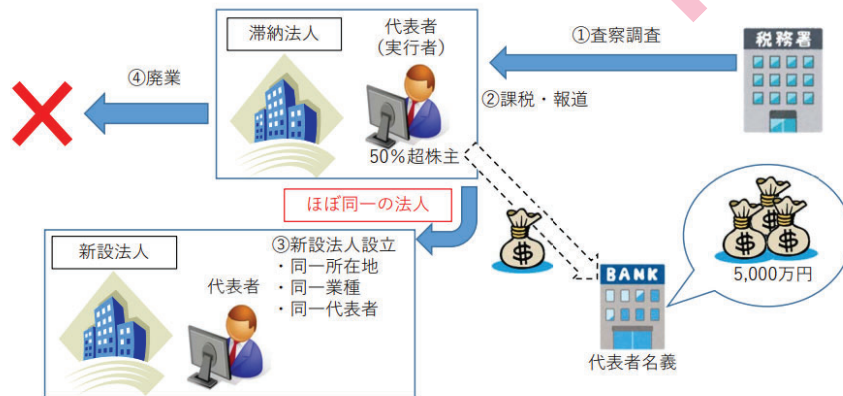 滞納法人
代表者
(実行者)
①査察調査
税務署
④廃業
②課税・報道
50%超株主
ほぼ同一の法人
新設法人
③新設法人設立
・同一所在地
・同一業種
・同一代表者
代表者
$
BANK
代表者名義
$
$
$
5,000万円